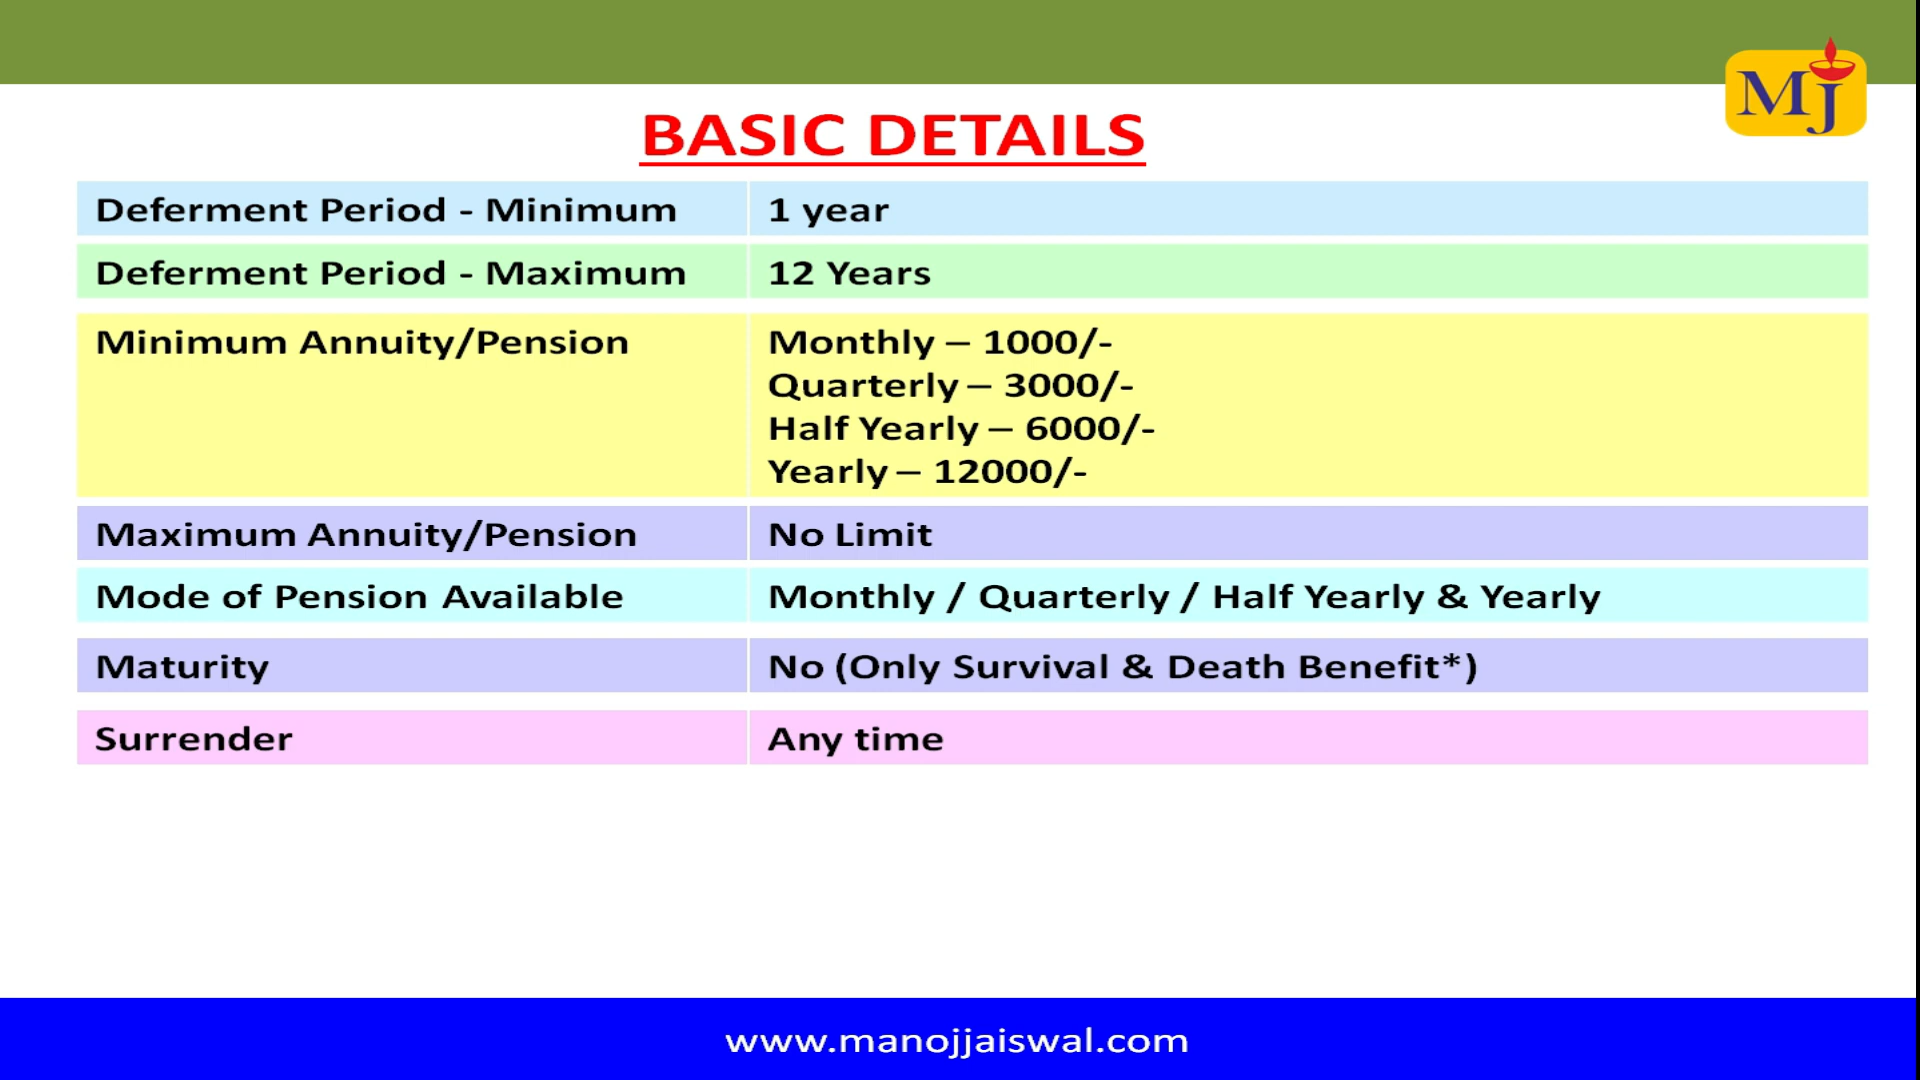 MJ
BASIC DETAILS
Deferment Period - Minimum 1 year
Deferment Period - Maximum 12 Years
Minimum Annuity/Pension Monthly – 1000/-
Quarterly – 3000/-
Half Yearly – 6000/-
Yearly – 12000/-
Maximum Annuity/Pension No Limit
Mode of Pension Available Monthly / Quarterly / Half Yearly & Yearly
Maturity No (Only Survival & Death Benefit*)
Surrender Any time
www.manojjaiswal.com